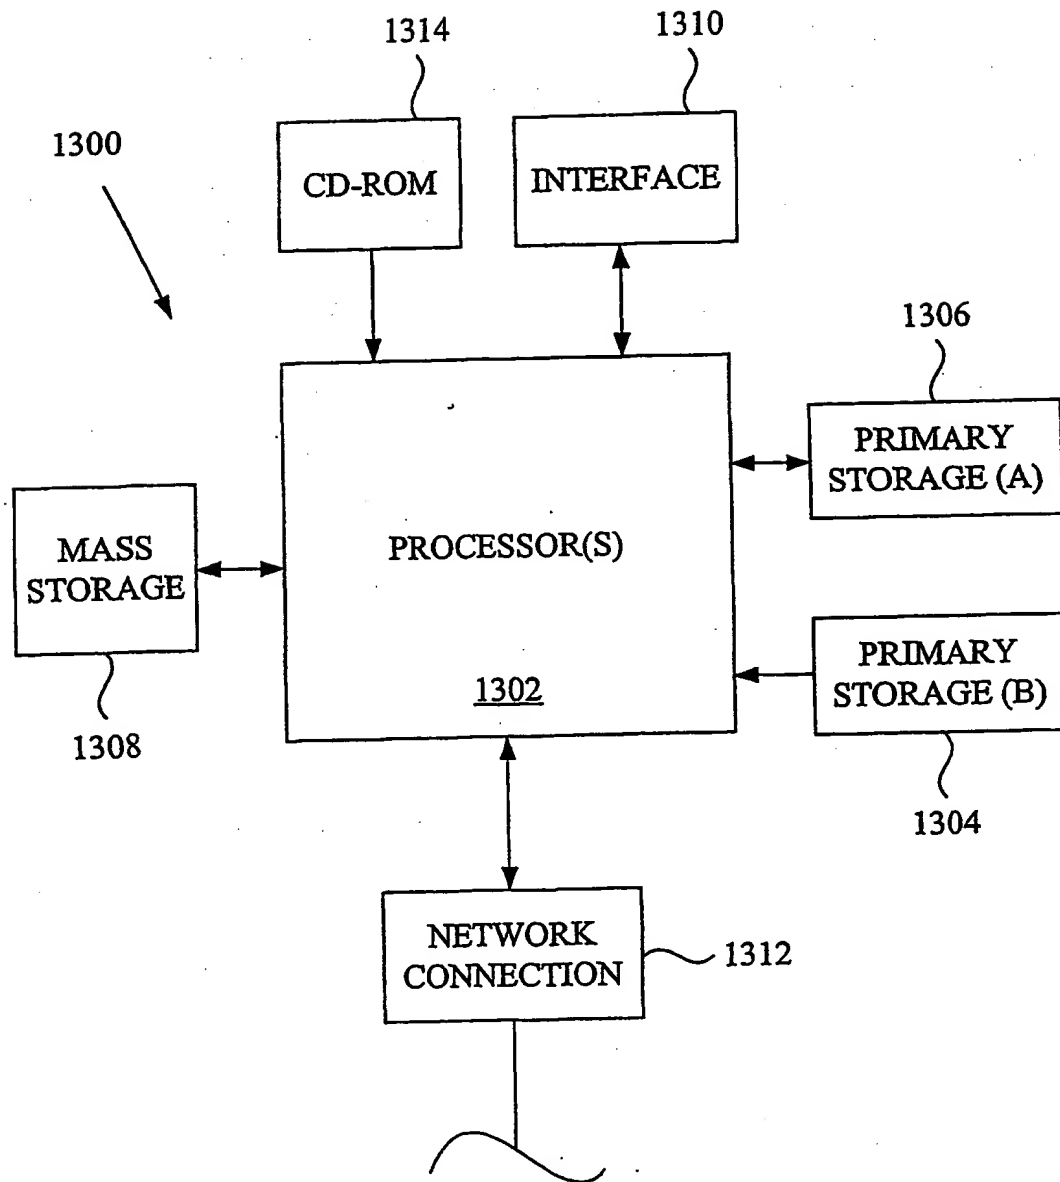 1314
1310
1300
CD-ROM
INTERFACE
1306
PRIMARY
STORAGE (A)
MASS
STORAGE
PROCESSOR(S)
PRIMARY
STORAGE (B)
1302
1308
1304
NETWORK
CONNECTION
1312